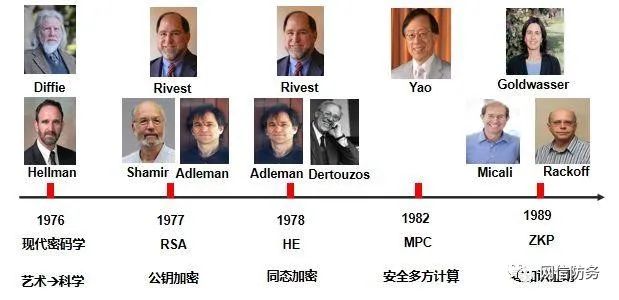 Diffie Rivest Rivest Yao Goldwasser
Hellman Shamir Adleman Adleman Dertouzos Micali Rackoff
1976 1977 1978 1982 1989
现代密码学 RSA HE MPC ZKP
艺术→科学 公钥加密 同态加密 安全多方计算
网信防务